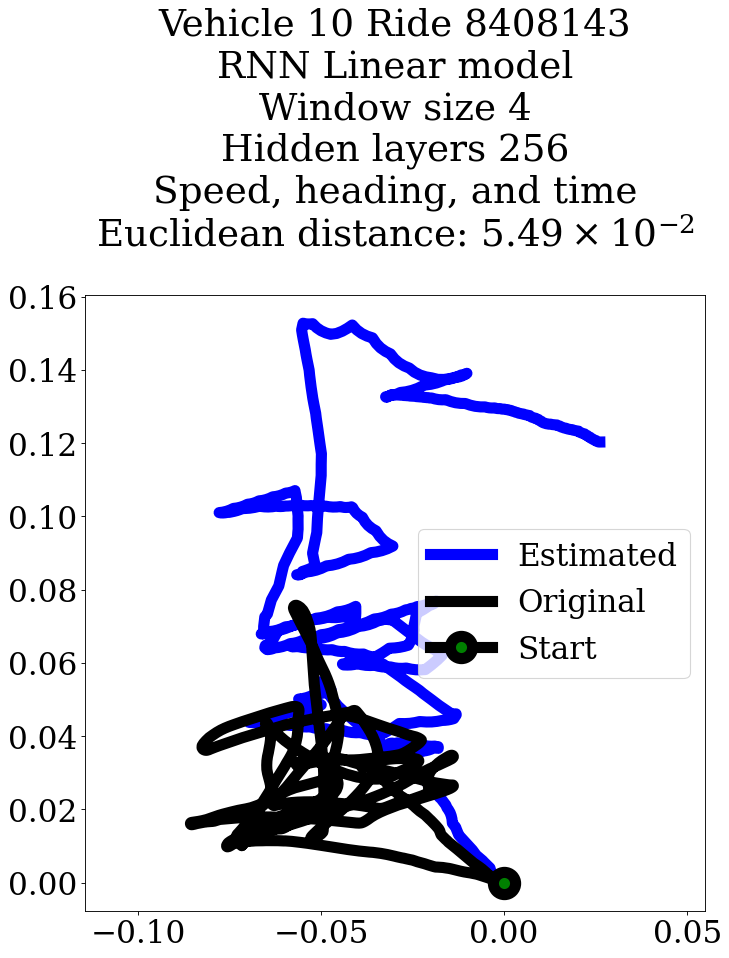 Vehicle 10 Ride 8408143
RNN Linear model
Window size 4
Hidden layers 256
Speed, heading, and time
Euclidean distance: 5.49 × 10⁻²
0.16
0.14
0.12
0.10
0.08
0.06
0.04
0.02
0.00
Estimated
Original
Start
−0.10 −0.05 0.00 0.05